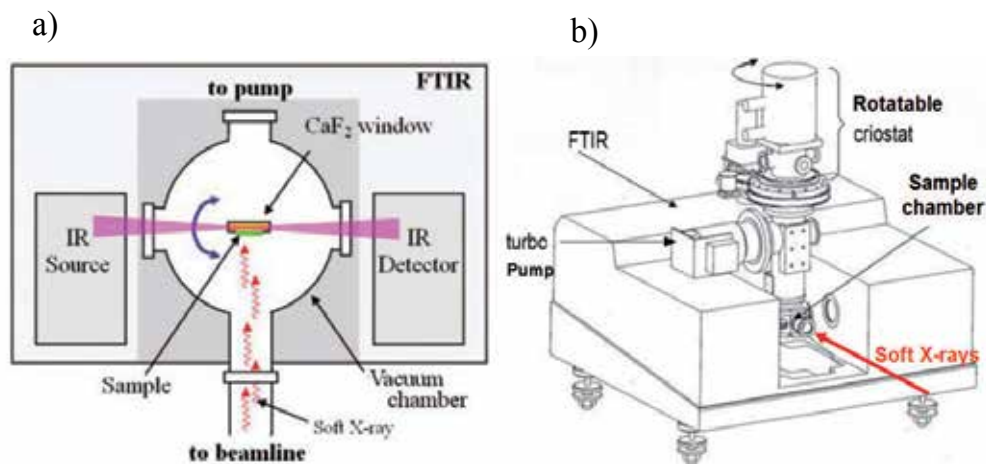 a)
FTIR
to pump
CaF₂ window
IR
Source
IR
Detector
Sample
Vacuum
chamber
Soft X-ray
to beamline
b)
Rotatable
criostat
FTIR
Sample
chamber
turbo
Pump
Soft X-rays